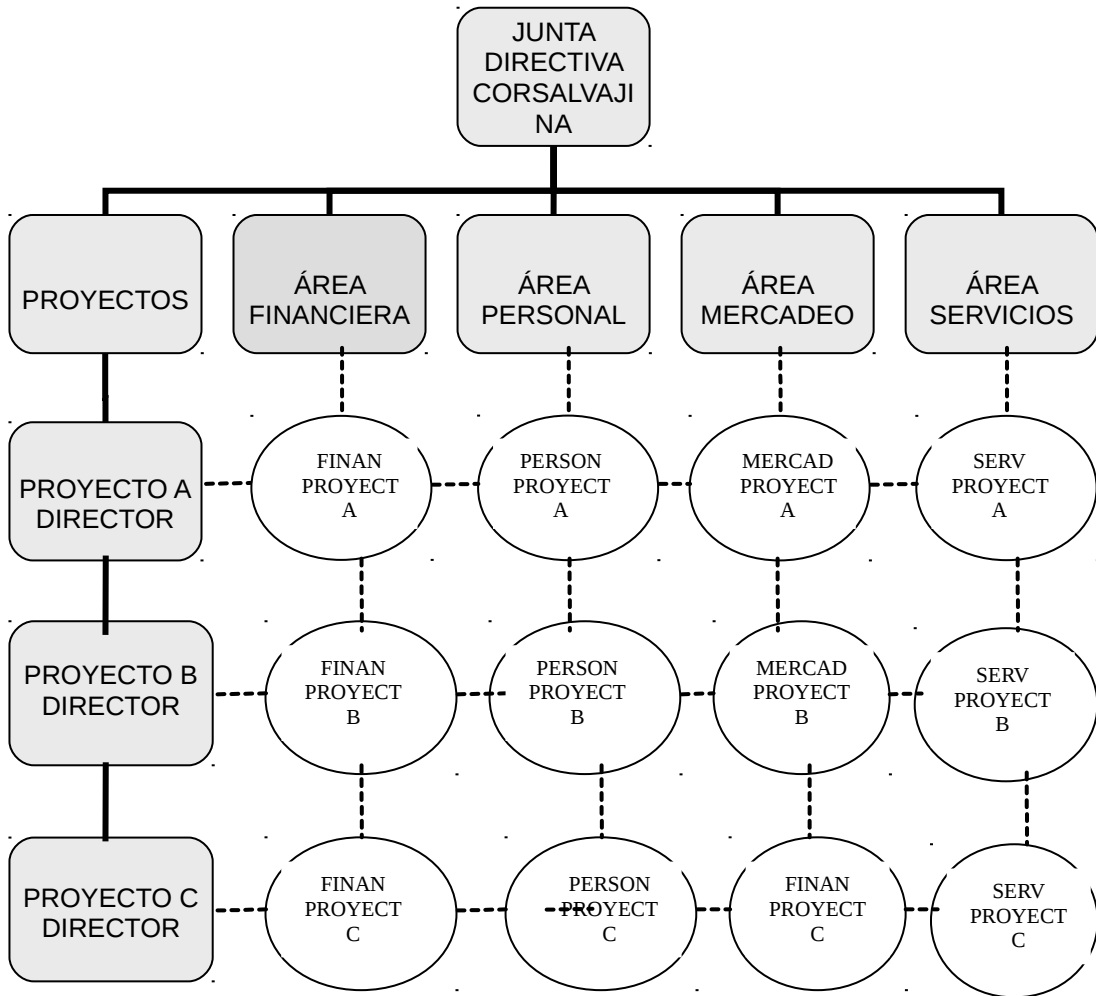 JUNTA
DIRECTIVA
CORSALVAJI
NA
PROYECTOS
ÁREA
FINANCIERA
ÁREA
PERSONAL
ÁREA
MERCADEO
ÁREA
SERVICIOS
PROYECTO A
DIRECTOR
FINAN
PROYECT
A
PERSON
PROYECT
A
MERCAD
PROYECT
A
SERV
PROYECT
A
PROYECTO B
DIRECTOR
FINAN
PROYECT
B
PERSON
PROYECT
B
MERCAD
PROYECT
B
SERV
PROYECT
B
PROYECTO C
DIRECTOR
FINAN
PROYECT
C
PERSON
PROYECT
C
FINAN
PROYECT
C
SERV
PROYECT
C